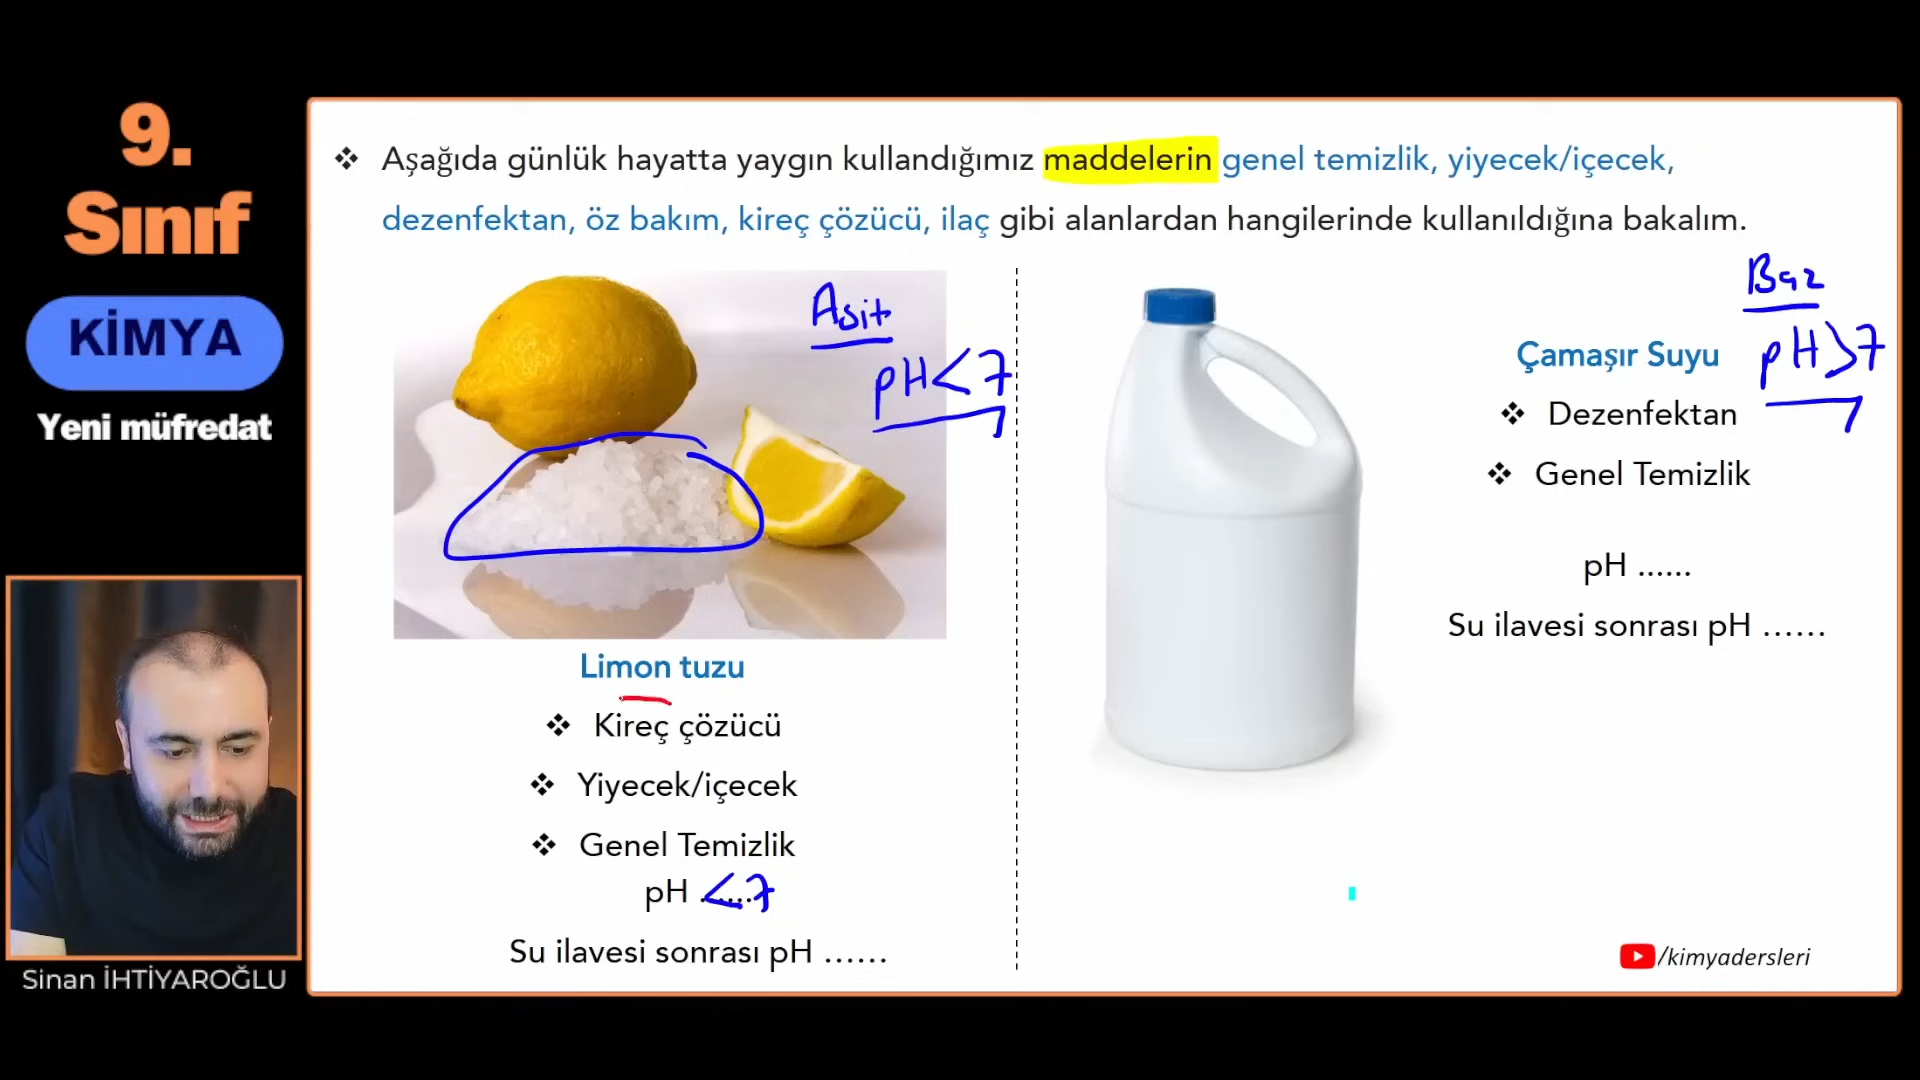 9.
Sınıf
KİMYA
Yeni müfredat
Sinan İHTİYAROĞLU
❖ Aşağıda günlük hayatta yaygın kullandığımız maddelerin genel temizlik, yiyecek/içecek,
dezenfektan, öz bakım, kireç çözücü, ilaç gibi alanlardan hangilerinde kullanıldığına bakalım.
Asit
pH<7
Limon tuzu
❖ Kireç çözücü
❖ Yiyecek/içecek
❖ Genel Temizlik
pH ...... <7
Su ilavesi sonrası pH ......
Baz
pH>7
Çamaşır Suyu
❖ Dezenfektan
❖ Genel Temizlik
pH ......
Su ilavesi sonrası pH ......
/kimyadersleri